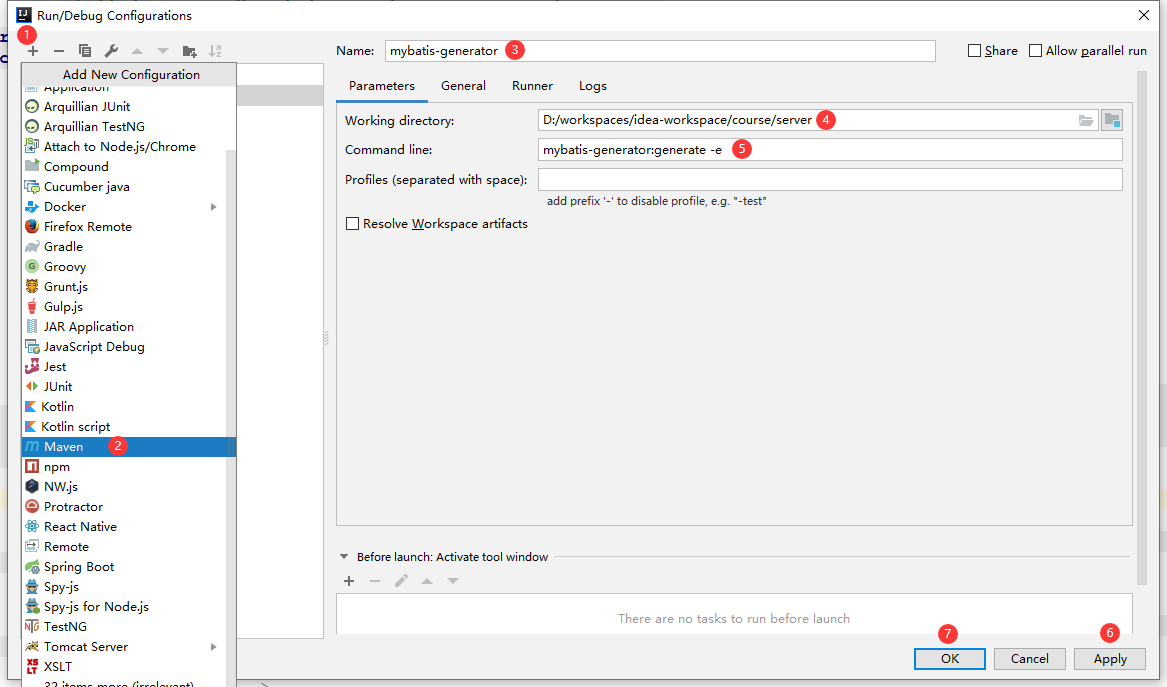 Run/Debug Configurations
1
Add New Configuration
Application
Arquillian JUnit
Arquillian TestNG
Attach to Node.js/Chrome
Compound
Cucumber java
Docker
Firefox Remote
Gradle
Groovy
Grunt.js
Gulp.js
JAR Application
JavaScript Debug
Jest
JUnit
Kotlin
Kotlin script
Maven 2
npm
NW.js
Protractor
React Native
Remote
Spring Boot
Spy-js
Spy-js for Node.js
TestNG
Tomcat Server
XSLT
32 items more (irrelevant)
Name: mybatis-generator 3 Share Allow parallel run
Parameters General Runner Logs
Working directory: D:/workspaces/idea-workspace/course/server 4
Command line: mybatis-generator:generate -e 5
Profiles (separated with space):
add prefix '-' to disable profile, e.g. "-test"
Resolve Workspace artifacts
Before launch: Activate tool window
There are no tasks to run before launch
7 6
OK Cancel Apply